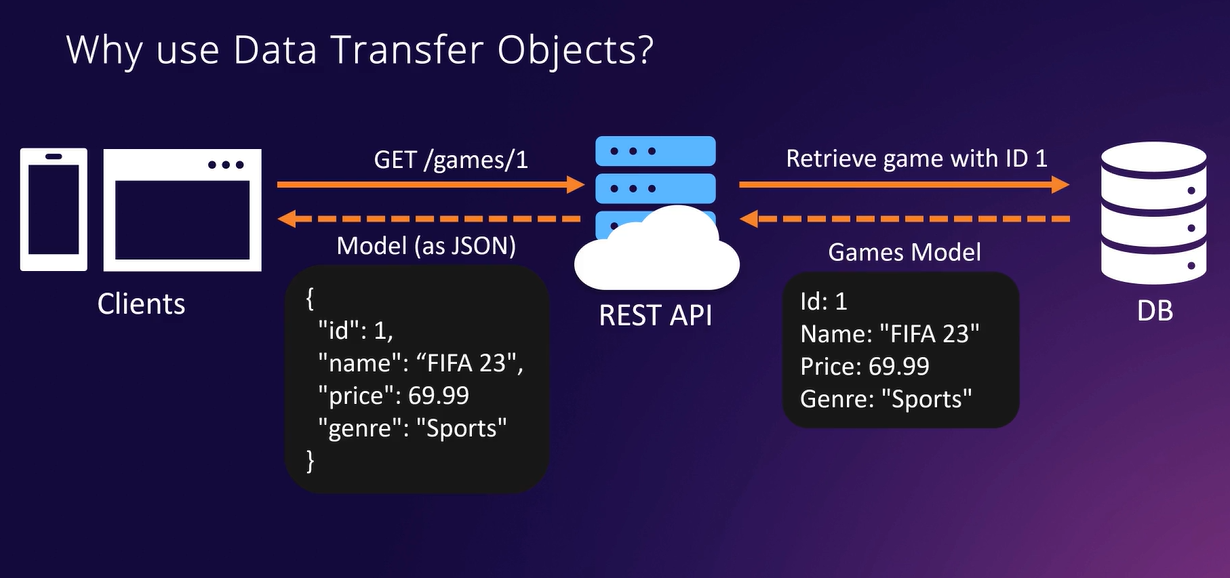 Why use Data Transfer Objects?
GET /games/1
Retrieve game with ID 1
Model (as JSON)
Games Model
Clients
REST API
DB
{
"id": 1,
"name": “FIFA 23",
"price": 69.99
"genre": "Sports"
}
Id: 1
Name: "FIFA 23"
Price: 69.99
Genre: "Sports"